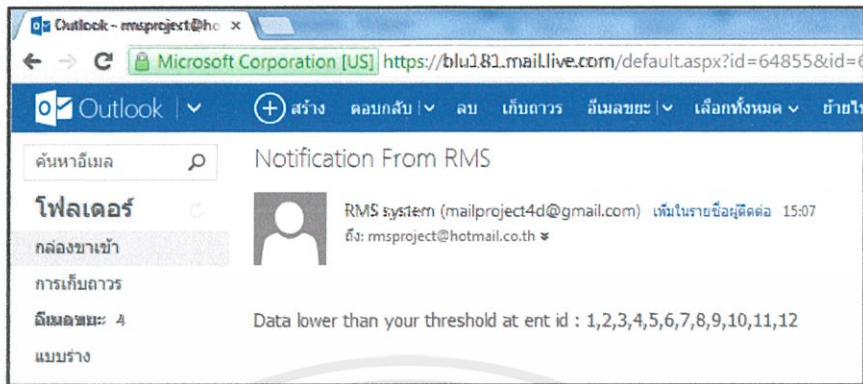 Outlook - rmsproject@ho ×
Microsoft Corporation [US] https://blu181.mail.live.com/default.aspx?id=64855&id=6
Outlook
สร้าง ตอบกลับ ลบ เก็บถาวร อีเมลขยะ เลือกทั้งหมด ย้ายใน
ค้นหาอีเมล
Notification From RMS
โฟลเดอร์
RMS system (mailproject4d@gmail.com) เพิ่มในรายชื่อผู้ติดต่อ 15:07
กล่องขาเข้า
ถึง: rmsproject@hotmail.co.th
การเก็บถาวร
อีเมลขยะ 4
Data lower than your threshold at ent id : 1,2,3,4,5,6,7,8,9,10,11,12
แบบร่าง